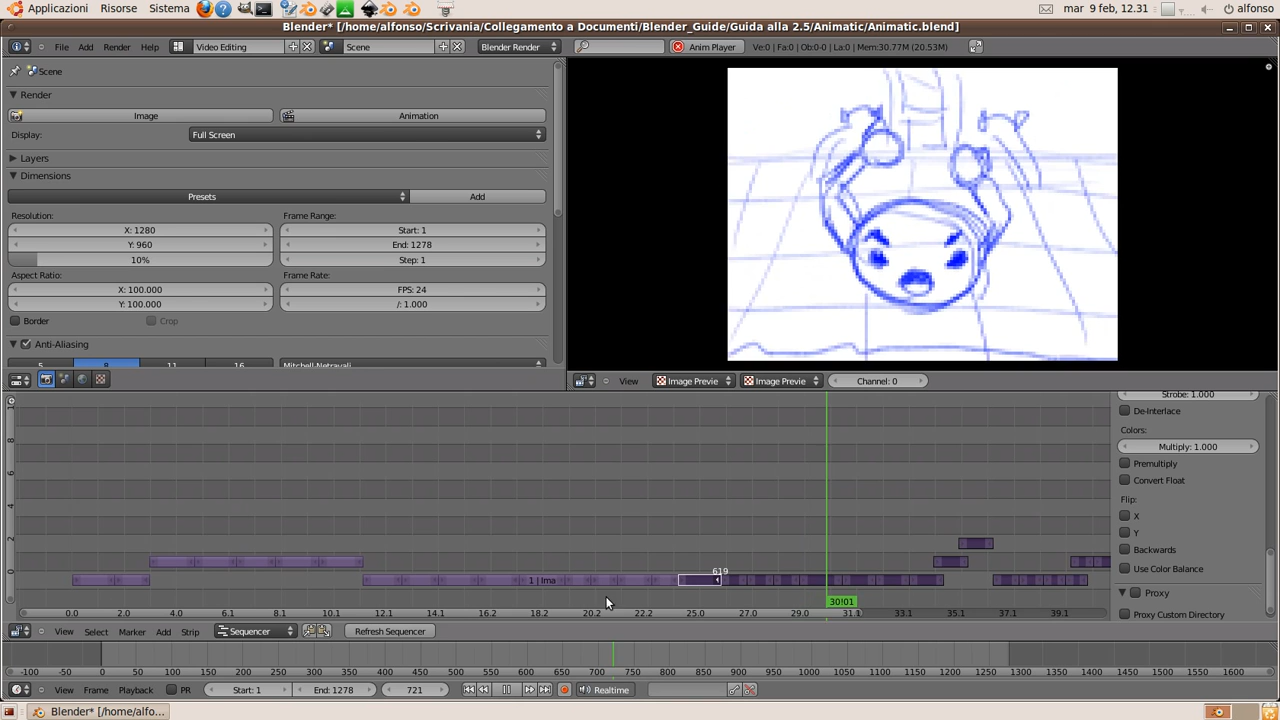 Applicazioni Risorse Sistema mar 9 feb, 12.31 alfonso
Blender* [/home/alfonso/Scrivania/Collegamento a Documenti/Blender_Guide/Guida alla 2.5/Animatic/Animatic.blend]
File Add Render Help Video Editing Scene Blender Render Anim Player Ve:0 | Fa:0 | Ob:0-0 | La:0 | Mem:30.77M (20.53M)
Scene
Render
Image Animation
Display: Full Screen
Layers
Dimensions
Presets Add
Resolution: Frame Range:
X: 1280 Start: 1
Y: 960 End: 1278
10% Step: 1
Aspect Ratio: Frame Rate:
X: 100.000 FPS: 24
Y: 100.000 /: 1.000
Border Crop
Anti-Aliasing
5 8 11 16 Mitchell-Netravali
View Image Previe Image Previe Channel: 0
Strobe: 1.000
De-Interlace
Colors:
Multiply: 1.000
Premultiply
Convert Float
Flip:
X
Y
Backwards
Use Color Balance
Proxy
Proxy Custom Directory
8
6
4
2
0
619
1 | Ima
30!01
0.0 2.0 4.1 6.1 8.1 10.1 12.1 14.1 16.2 18.2 20.2 22.2 25.0 27.0 29.0 31.1 33.1 35.1 37.1 39.1
View Select Marker Add Strip Sequencer Refresh Sequencer
-100 -50 0 50 100 150 200 250 300 350 400 450 500 550 600 650 700 750 800 850 900 950 1000 1050 1100 1150 1200 1250 1300 1350 1400 1450 1500 1550 1600
View Frame Playback PR Start: 1 End: 1278 721 Realtime
Blender* [/home/alfo...